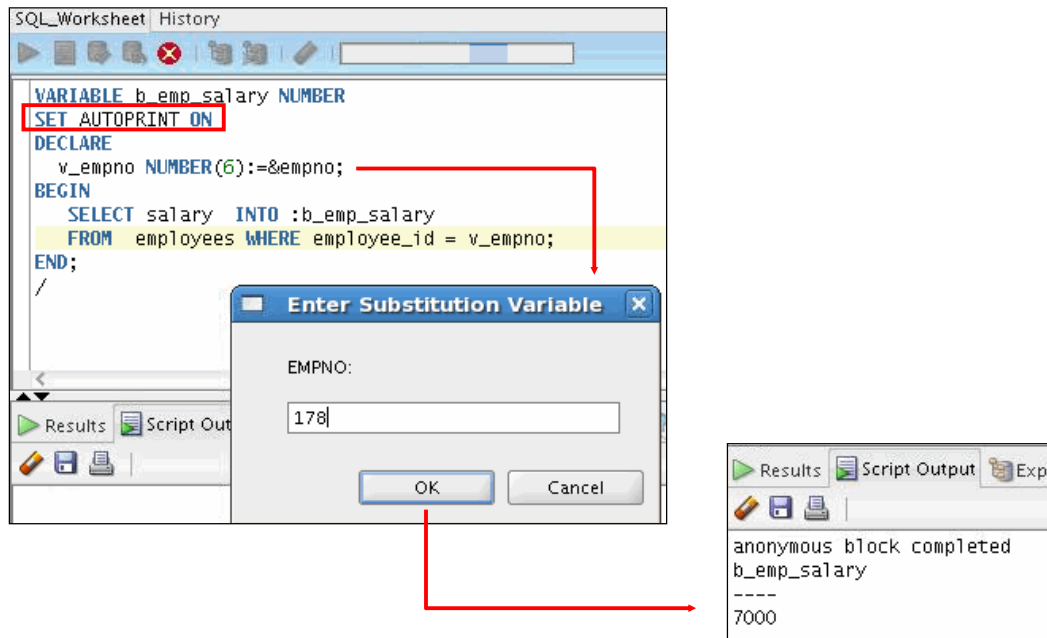 SQL_Worksheet History
VARIABLE b_emp_salary NUMBER
SET AUTOPRINT ON
DECLARE
v_empno NUMBER(6):=&empno;
BEGIN
SELECT salary INTO :b_emp_salary
FROM employees WHERE employee_id = v_empno;
END;
/
Enter Substitution Variable
EMPNO:
178
OK Cancel
Results Script Out
Results Script Output Exp
anonymous block completed
b_emp_salary
----
7000